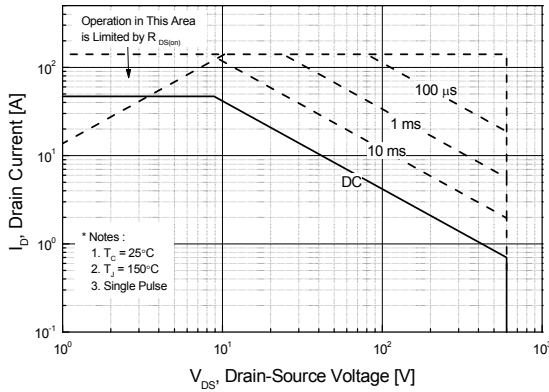 Operation in This Area
is Limited by R DS(on)
10²
10¹
10⁰
10⁻¹
I_D, Drain Current [A]
100 µs
1 ms
10 ms
DC
* Notes :
1. T_C = 25°C
2. T_J = 150°C
3. Single Pulse
10⁰
10¹
10²
10³
V_DS, Drain-Source Voltage [V]